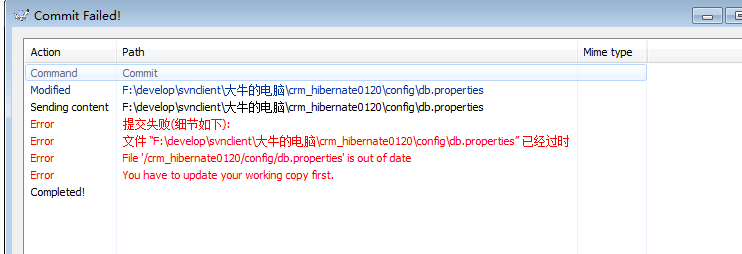 Commit Failed!
Action Path Mime type
Command Commit
Modified F:\develop\svnclient\大牛的电脑\crm_hibernate0120\config\db.properties
Sending content F:\develop\svnclient\大牛的电脑\crm_hibernate0120\config\db.properties
Error 提交失败(细节如下):
Error 文件 “F:\develop\svnclient\大牛的电脑\crm_hibernate0120\config\db.properties” 已经过时
Error File '/crm_hibernate0120/config/db.properties' is out of date
Error You have to update your working copy first.
Completed!